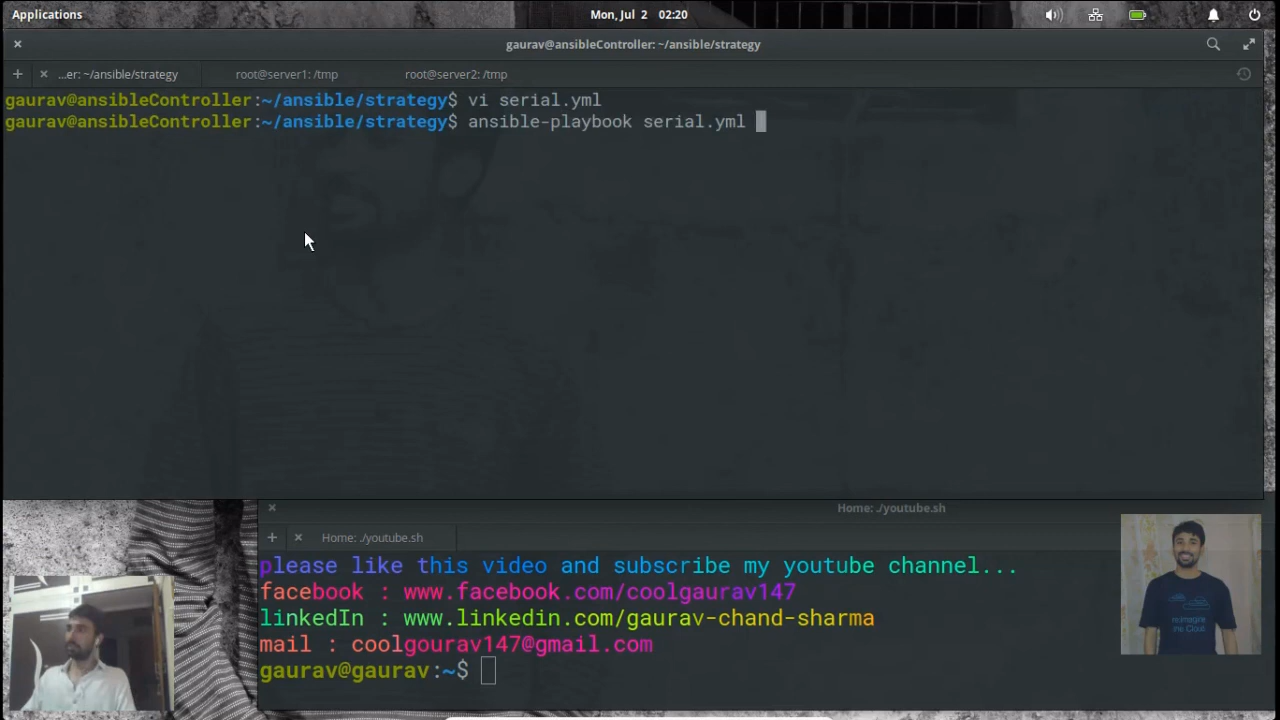 Applications
Mon, Jul 2 02:20
gaurav@ansibleController: ~/ansible/strategy
...er: ~/ansible/strategy
root@server1: /tmp
root@server2: /tmp
gaurav@ansibleController:~/ansible/strategy$ vi serial.yml
gaurav@ansibleController:~/ansible/strategy$ ansible-playbook serial.yml
Home: ./youtube.sh
Home: ./youtube.sh
please like this video and subscribe my youtube channel...
facebook : www.facebook.com/coolgaurav147
linkedIn : www.linkedin.com/gaurav-chand-sharma
mail : coolgourav147@gmail.com
gaurav@gaurav:~$
reimagine
the Cloud